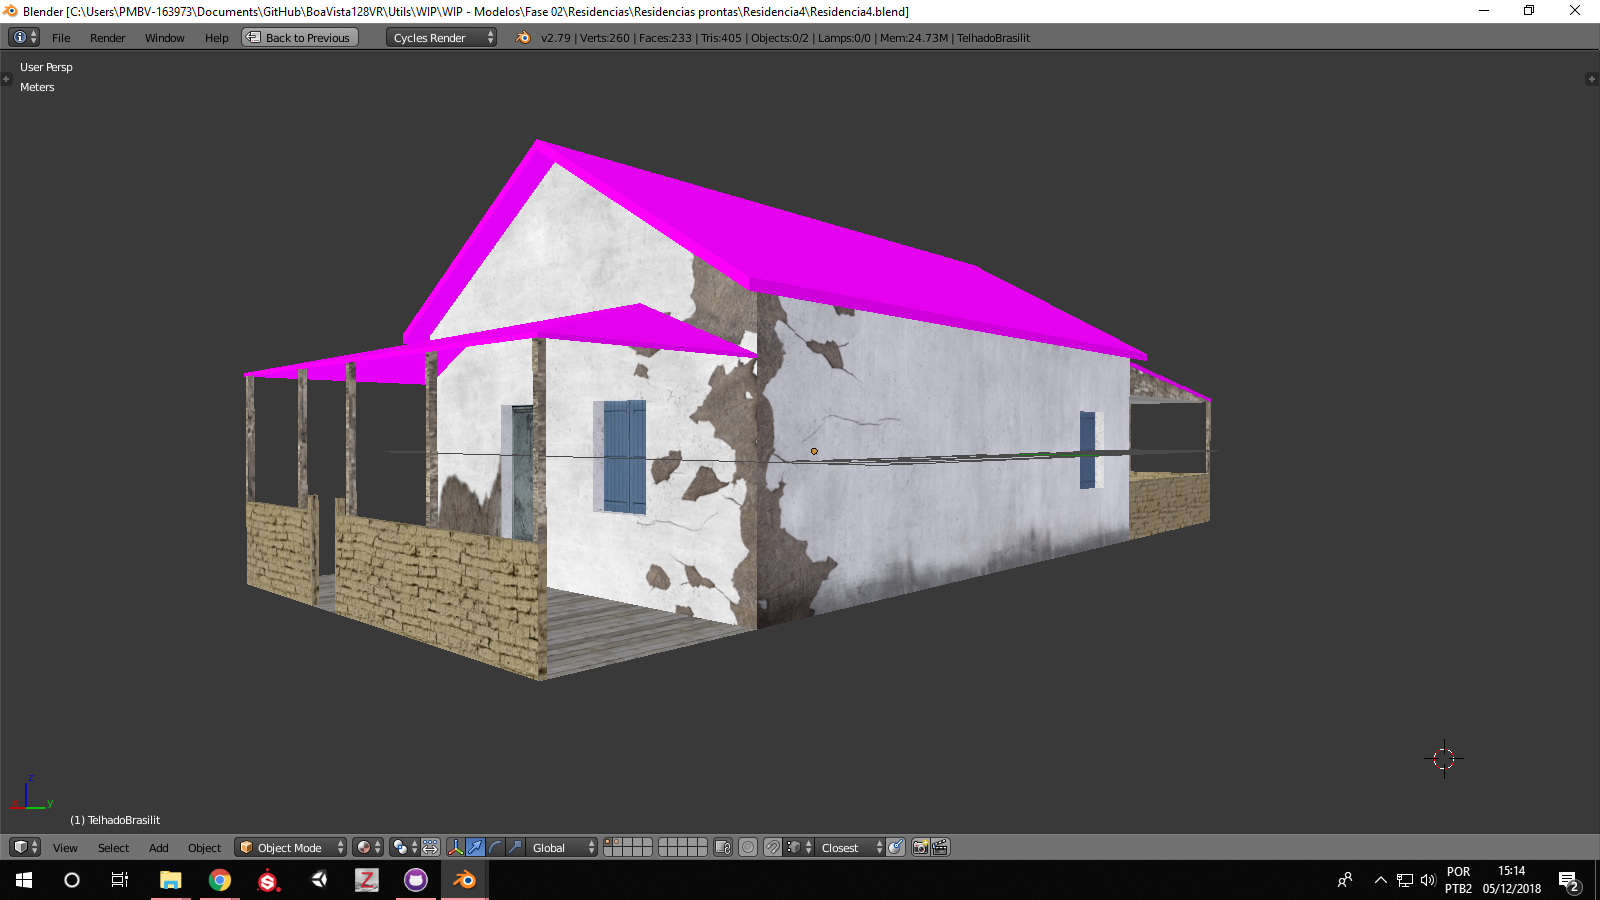 Blender [C:\Users\PMBV-163973\Documents\GitHub\BoaVista128VR\Utils\WIP\WIP - Modelos\Fase 02\Residencias\Residencias prontas\Residencia4\Residencia4.blend]
File Render Window Help Back to Previous Cycles Render v2.79 | Verts:260 | Faces:233 | Tris:405 | Objects:0/2 | Lamps:0/0 | Mem:24.73M | TelhadoBrasilit
User Persp
Meters
z
x y
(1) TelhadoBrasilit
View Select Add Object Object Mode Global Closest
POR 15:14
PTB2 05/12/2018 2